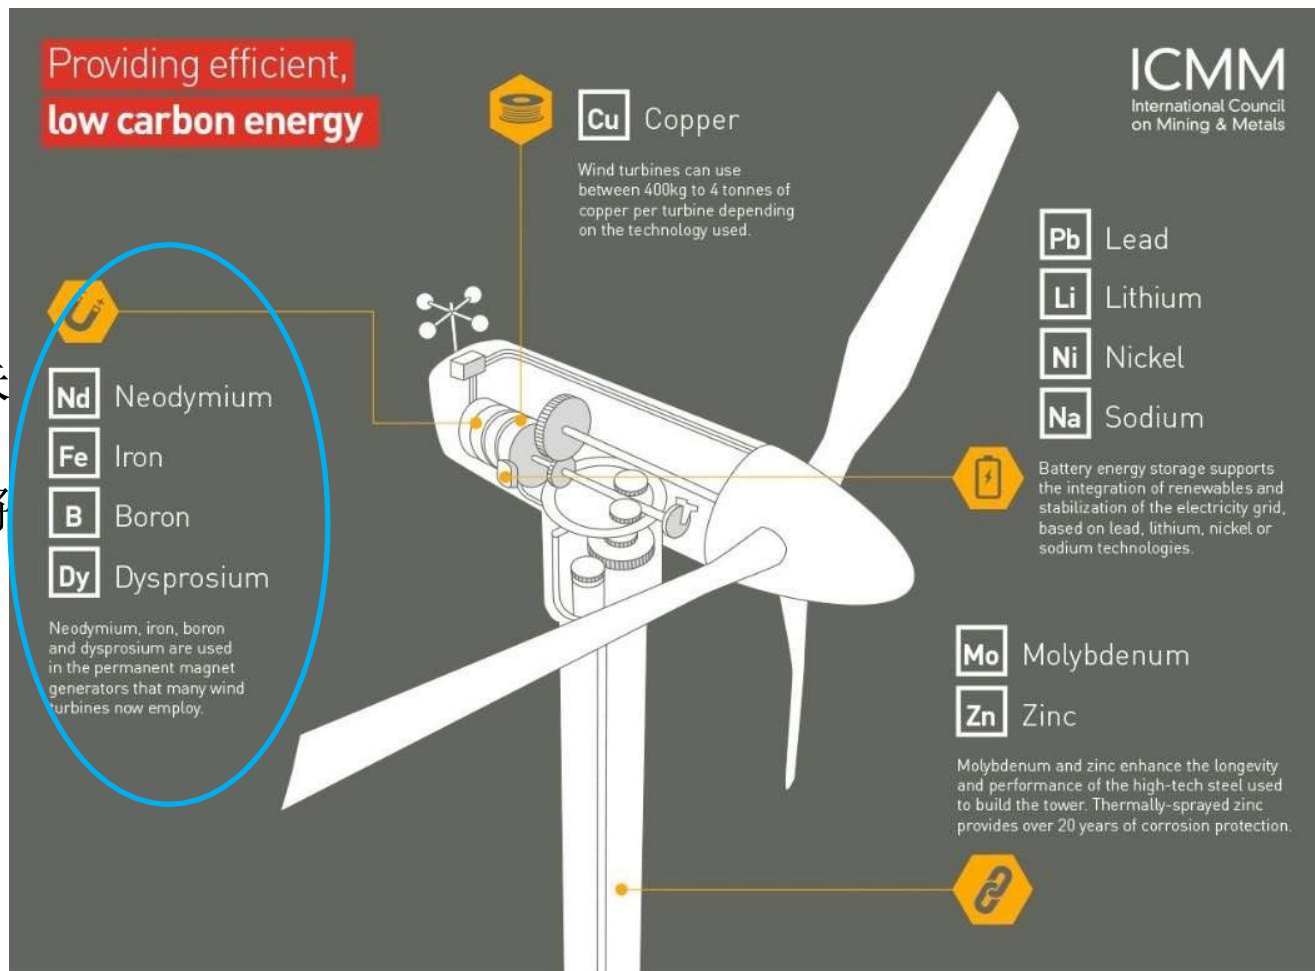 Providing efficient,
low carbon energy
ICMM
International Council
on Mining & Metals
Cu Copper
Wind turbines can use
between 400kg to 4 tonnes of
copper per turbine depending
on the technology used.
Nd Neodymium
Fe Iron
B Boron
Dy Dysprosium
Neodymium, iron, boron
and dysprosium are used
in the permanent magnet
generators that many wind
turbines now employ.
Pb Lead
Li Lithium
Ni Nickel
Na Sodium
Battery energy storage supports
the integration of renewables and
stabilization of the electricity grid,
based on lead, lithium, nickel or
sodium technologies.
Mo Molybdenum
Zn Zinc
Molybdenum and zinc enhance the longevity
and performance of the high-tech steel used
to build the tower. Thermally-sprayed zinc
provides over 20 years of corrosion protection.